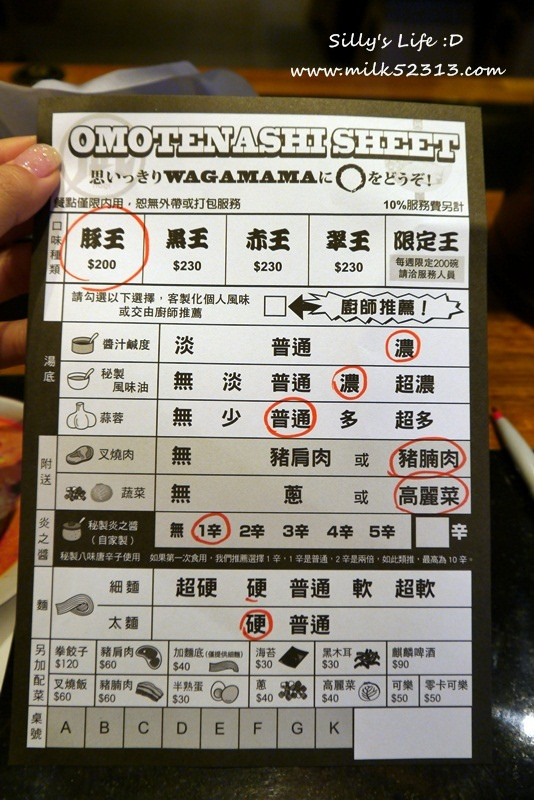 Silly's Life :D
www.milk52313.com
OMOTENASHI SHEET
思いっきりWAGAMAMAに〇をどうぞ!
餐點僅限內用，恕無外帶或打包服務 10%服務費另計
口味種類 豚王 $200 黑王 $230 赤王 $230 翠王 $230 限定王 每週限定200碗 請洽服務人員
請勾選以下選擇，客製化個人風味
或交由廚師推薦 廚師推薦！
湯底
醬汁鹹度 淡 普通 濃
秘製風味油 無 淡 普通 濃 超濃
蒜蓉 無 少 普通 多 超多
附送
叉燒肉 無 豬肩肉 或 豬腩肉
蔬菜 無 蔥 或 高麗菜
炎之醬
秘製炎之醬（自家製） 無 1辛 2辛 3辛 4辛 5辛 辛
秘製八味唐辛子使用 如果第一次食用，我們推薦選擇1辛，1辛是普通，2辛是兩倍，如此類推，最高為10辛。
麵
細麵 超硬 硬 普通 軟 超軟
太麵 硬 普通
另加配菜
拳餃子 $120 豬肩肉 $60 加麵底(僅提供細麵) $40 海苔 $30 黑木耳 $30 麒麟啤酒 $90
叉燒飯 $60 豬腩肉 $60 半熟蛋 $30 蔥 $40 高麗菜 $40 可樂 $50 零卡可樂 $50
桌號 A B C D E F G K